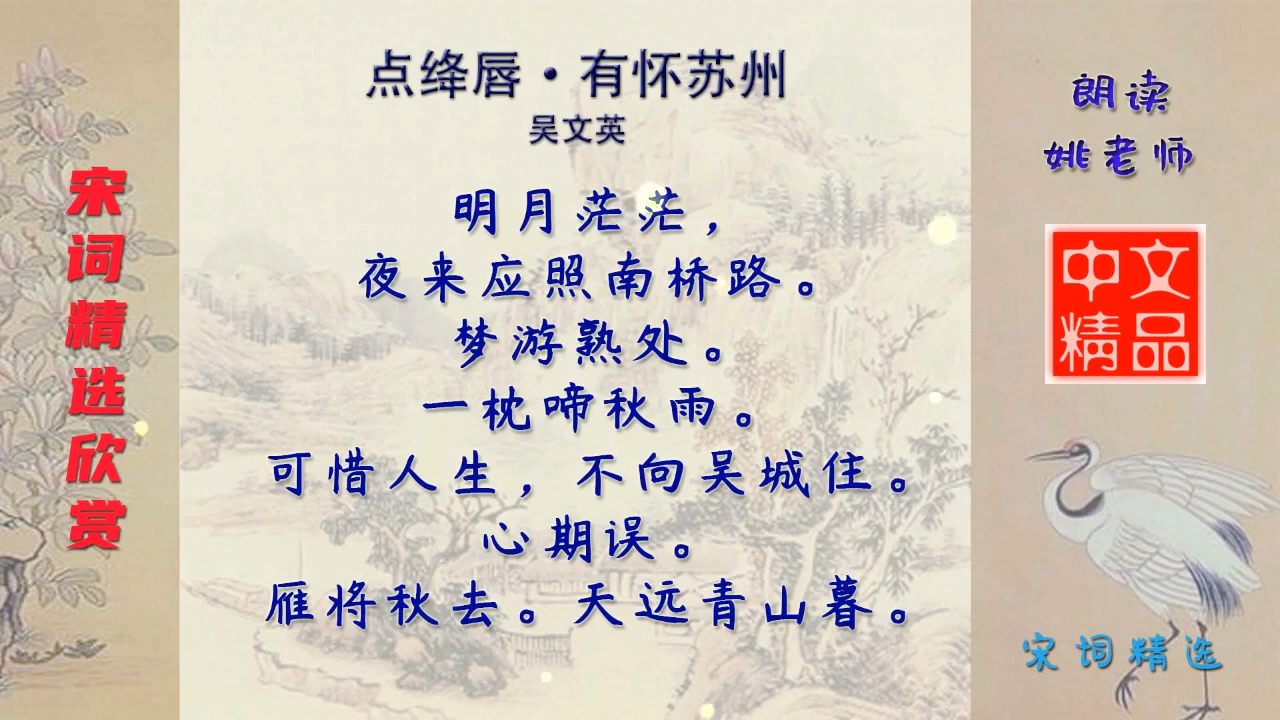 点绛唇·有怀苏州
吴文英
明月茫茫，
夜来应照南桥路。
梦游熟处。
一枕啼秋雨。
可惜人生，不向吴城住。
心期误。
雁将秋去。天远青山暮。
宋词精选欣赏
朗读
姚老师
中文
精品
宋词精选